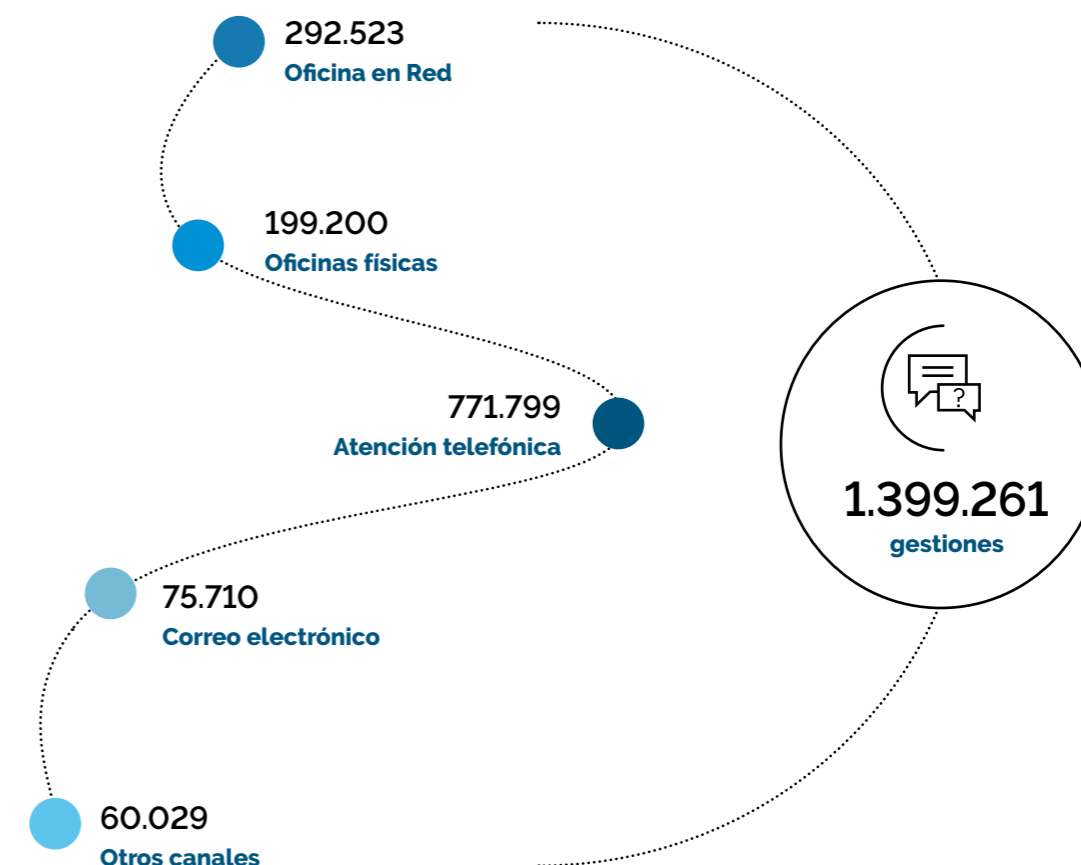 292.523
Oficina en Red
199.200
Oficinas físicas
771.799
Atención telefónica
75.710
Correo electrónico
60.029
Otros canales
?
1.399.261
gestiones